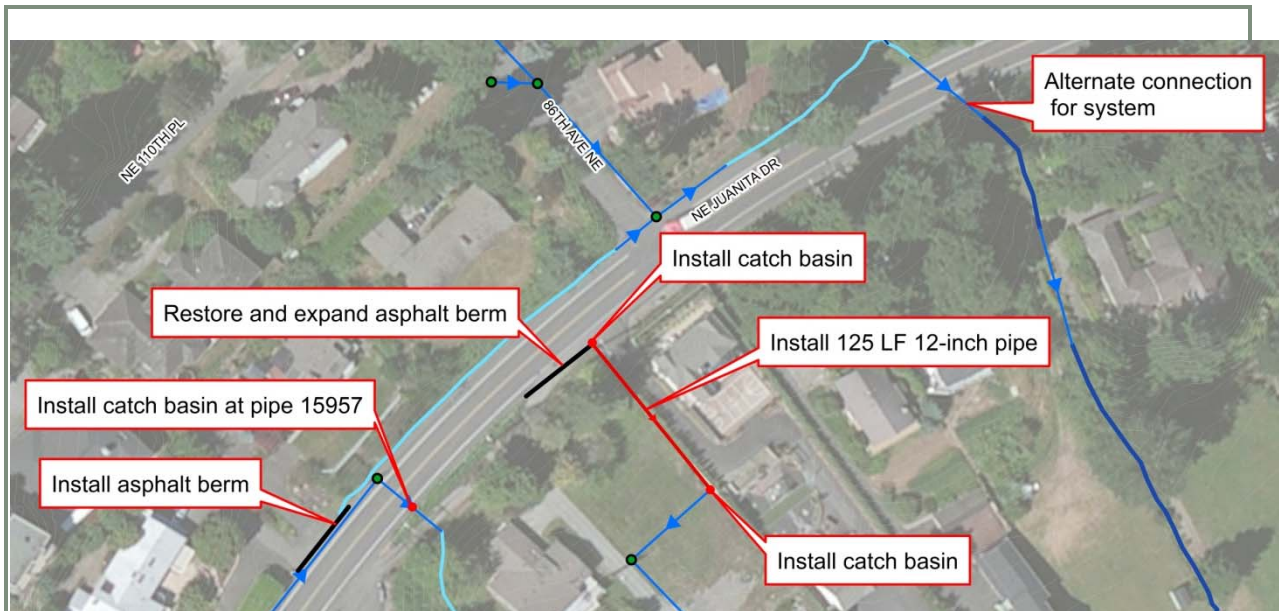 Alternate connection
for system
NE 110TH PL
86TH AVE NE
NE JUANITA DR
Install catch basin
Restore and expand asphalt berm
Install 125 LF 12-inch pipe
Install catch basin at pipe 15957
Install asphalt berm
Install catch basin